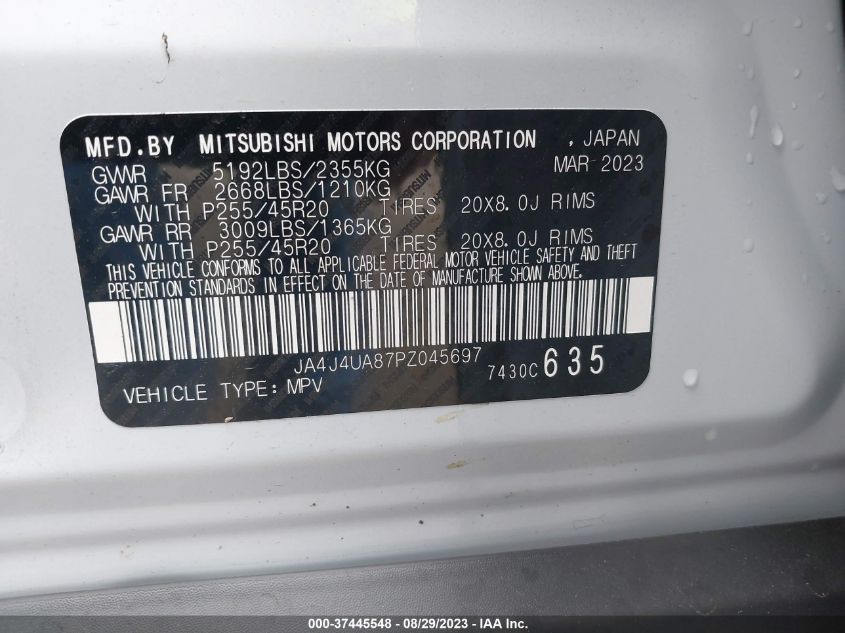 MFD.BY MITSUBISHI MOTORS CORPORATION , JAPAN
GVWR 5192LBS/2355KG MAR 2023
GAWR FR 2668LBS/1210KG
WITH P255/45R20 TIRES 20X8.0J RIMS
GAWR RR 3009LBS/1365KG
WITH P255/45R20 TIRES 20X8.0J RIMS
THIS VEHICLE CONFORMS TO ALL APPLICABLE FEDERAL MOTOR VEHICLE SAFETY AND THEFT
PREVENTION STANDARDS IN EFFECT ON THE DATE OF MANUFACTURE SHOWN ABOVE.
JA4J4UA87PZ045697
7430C 635
VEHICLE TYPE: MPV
000-37445548 - 08/29/2023 - IAA Inc.